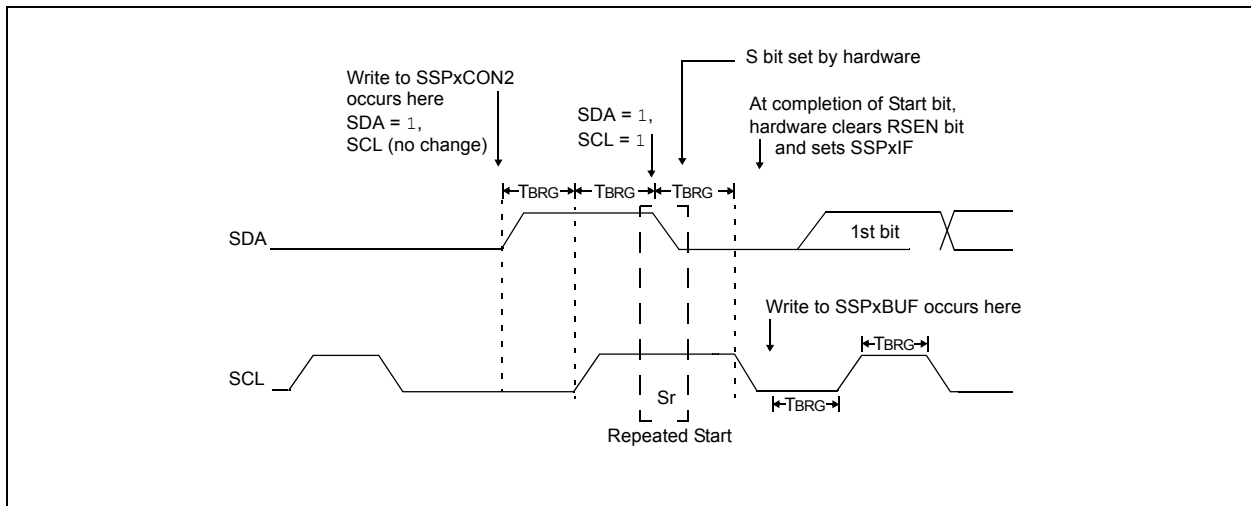 S bit set by hardware
Write to SSPxCON2
occurs here
SDA = 1,
SCL (no change)
SDA = 1,
SCL = 1
At completion of Start bit,
hardware clears RSEN bit
and sets SSPxIF
TBRG
TBRG
TBRG
SDA
1st bit
Write to SSPxBUF occurs here
TBRG
SCL
Sr
TBRG
Repeated Start